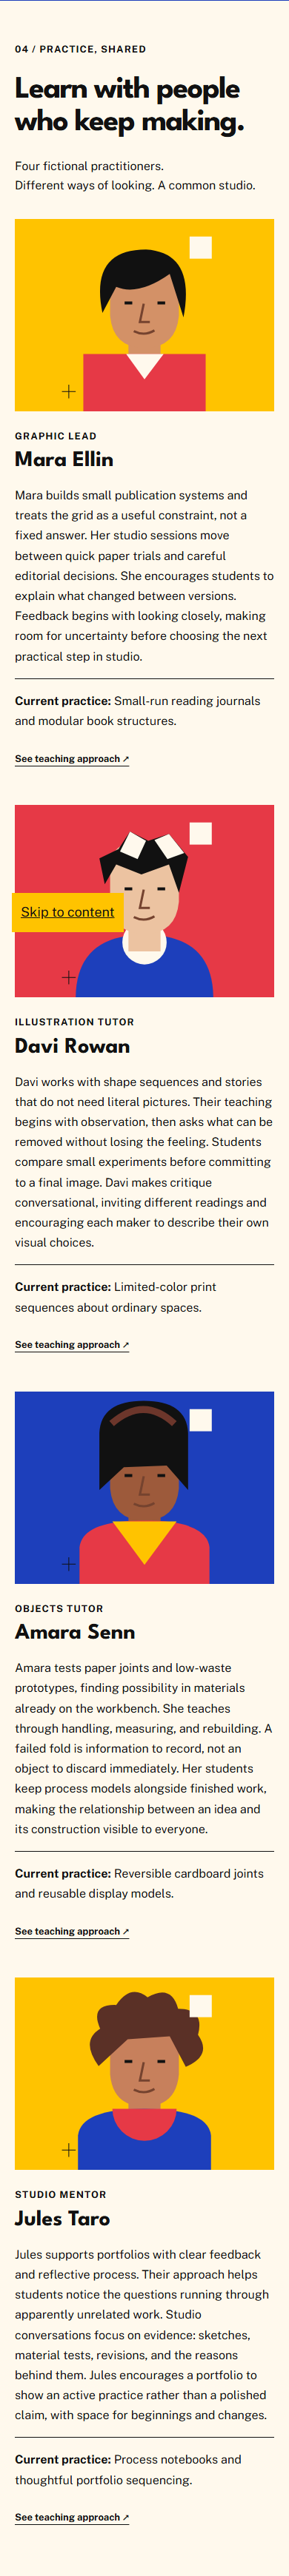 04 / PRACTICE, SHARED
Learn with people
who keep making.
Four fictional practitioners.
Different ways of looking. A common studio.
GRAPHIC LEAD
Mara Ellin
Mara builds small publication systems and
treats the grid as a useful constraint, not a
fixed answer. Her studio sessions move
between quick paper trials and careful
editorial decisions. She encourages students to
explain what changed between versions.
Feedback begins with looking closely, making
room for uncertainty before choosing the next
practical step in studio.
Current practice: Small-run reading journals
and modular book structures.
See teaching approach ↗
Skip to content
ILLUSTRATION TUTOR
Davi Rowan
Davi works with shape sequences and stories
that do not need literal pictures. Their teaching
begins with observation, then asks what can be
removed without losing the feeling. Students
compare small experiments before committing
to a final image. Davi makes critique
conversational, inviting different readings and
encouraging each maker to describe their own
visual choices.
Current practice: Limited-color print
sequences about ordinary spaces.
See teaching approach ↗
OBJECTS TUTOR
Amara Senn
Amara tests paper joints and low-waste
prototypes, finding possibility in materials
already on the workbench. She teaches
through handling, measuring, and rebuilding. A
failed fold is information to record, not an
object to discard immediately. Her students
keep process models alongside finished work,
making the relationship between an idea and
its construction visible to everyone.
Current practice: Reversible cardboard joints
and reusable display models.
See teaching approach ↗
STUDIO MENTOR
Jules Taro
Jules supports portfolios with clear feedback
and reflective process. Their approach helps
students notice the questions running through
apparently unrelated work. Studio
conversations focus on evidence: sketches,
material tests, revisions, and the reasons
behind them. Jules encourages a portfolio to
show an active practice rather than a polished
claim, with space for beginnings and changes.
Current practice: Process notebooks and
thoughtful portfolio sequencing.
See teaching approach ↗